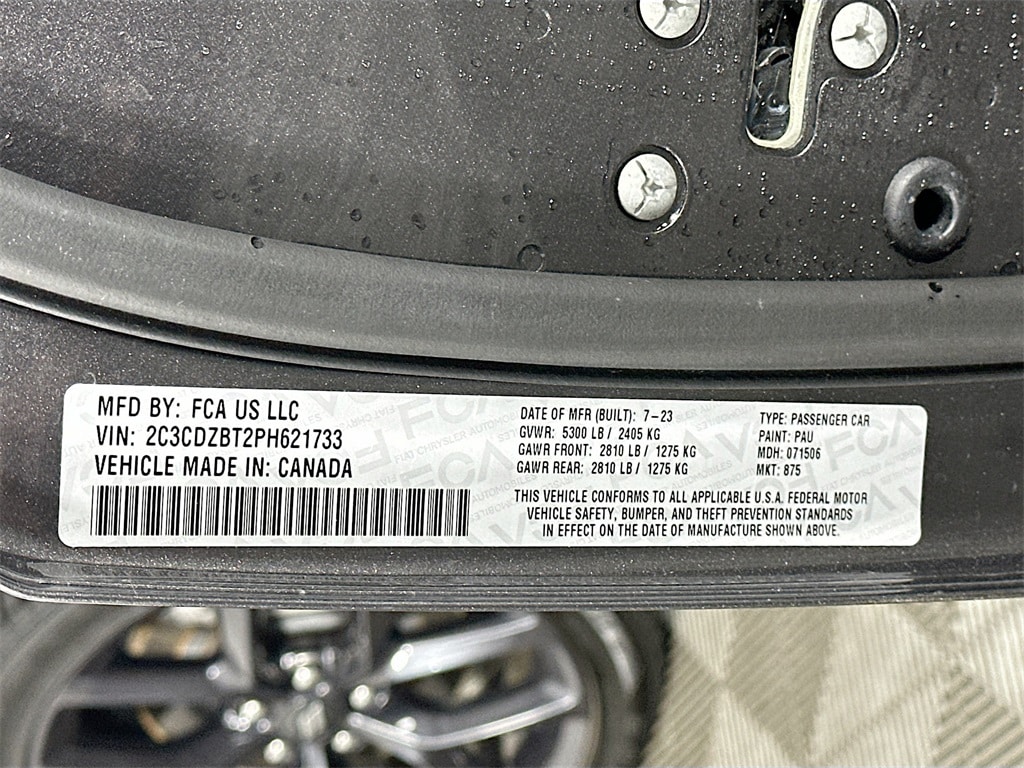 MFD BY: FCA US LLC
VIN: 2C3CDZBT2PH621733
VEHICLE MADE IN: CANADA
DATE OF MFR (BUILT): 7-23
GVWR: 5300 LB / 2405 KG
GAWR FRONT: 2810 LB / 1275 KG
GAWR REAR: 2810 LB / 1275 KG
TYPE: PASSENGER CAR
PAINT: PAU
MDH: 071506
MKT: 875
THIS VEHICLE CONFORMS TO ALL APPLICABLE U.S.A. FEDERAL MOTOR
VEHICLE SAFETY, BUMPER, AND THEFT PREVENTION STANDARDS
IN EFFECT ON THE DATE OF MANUFACTURE SHOWN ABOVE.